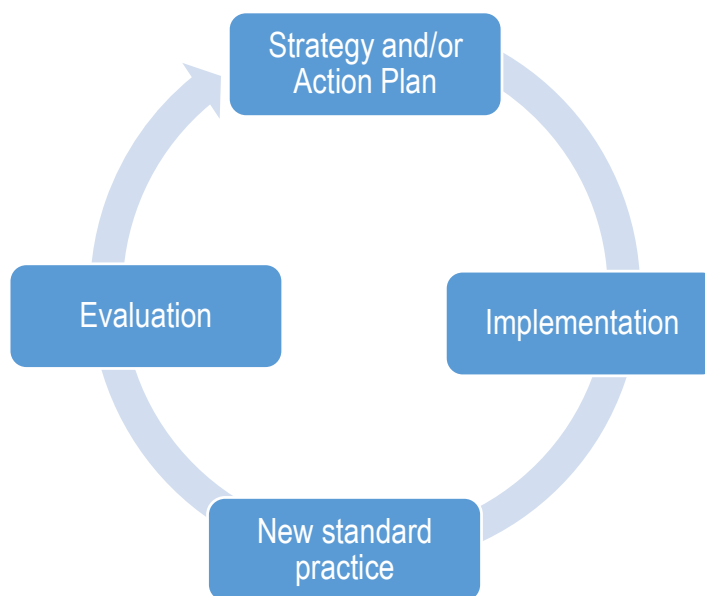 Strategy and/or
Action Plan
Evaluation
Implementation
New standard
practice